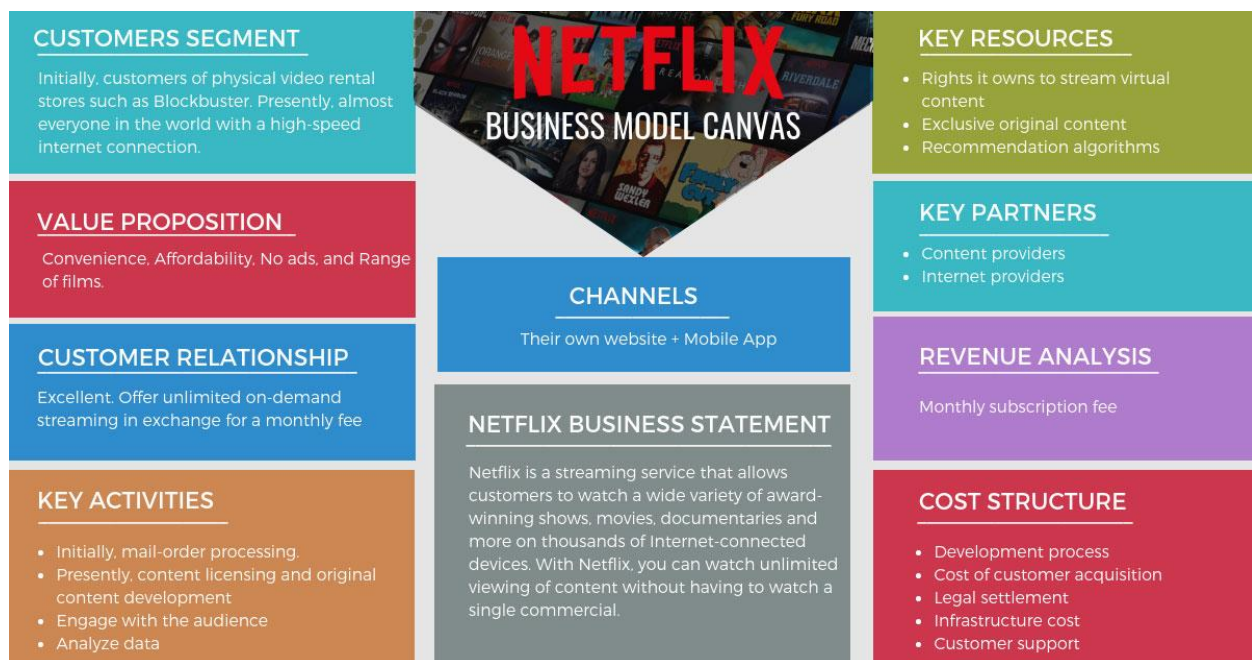 CUSTOMERS SEGMENT
Initially, customers of physical video rental
stores such as Blockbuster. Presently, almost
everyone in the world with a high-speed
internet connection.
VALUE PROPOSITION
Convenience, Affordability, No ads, and Range
of films.
CUSTOMER RELATIONSHIP
Excellent. Offer unlimited on-demand
streaming in exchange for a monthly fee
KEY ACTIVITIES
• Initially, mail-order processing.
• Presently, content licensing and original
content development
• Engage with the audience
• Analyze data
FURY ROAD
ORANGE
RIVERDALE
NETFLIX
BUSINESS MODEL CANVAS
SANDY
WEXLER
FAMILY
GUY
CHANNELS
Their own website + Mobile App
NETFLIX BUSINESS STATEMENT
Netflix is a streaming service that allows
customers to watch a wide variety of award-
winning shows, movies, documentaries and
more on thousands of Internet-connected
devices. With Netflix, you can watch unlimited
viewing of content without having to watch a
single commercial.
KEY RESOURCES
• Rights it owns to stream virtual
content
• Exclusive original content
• Recommendation algorithms
KEY PARTNERS
• Content providers
• Internet providers
REVENUE ANALYSIS
Monthly subscription fee
COST STRUCTURE
• Development process
• Cost of customer acquisition
• Legal settlement
• Infrastructure cost
• Customer support